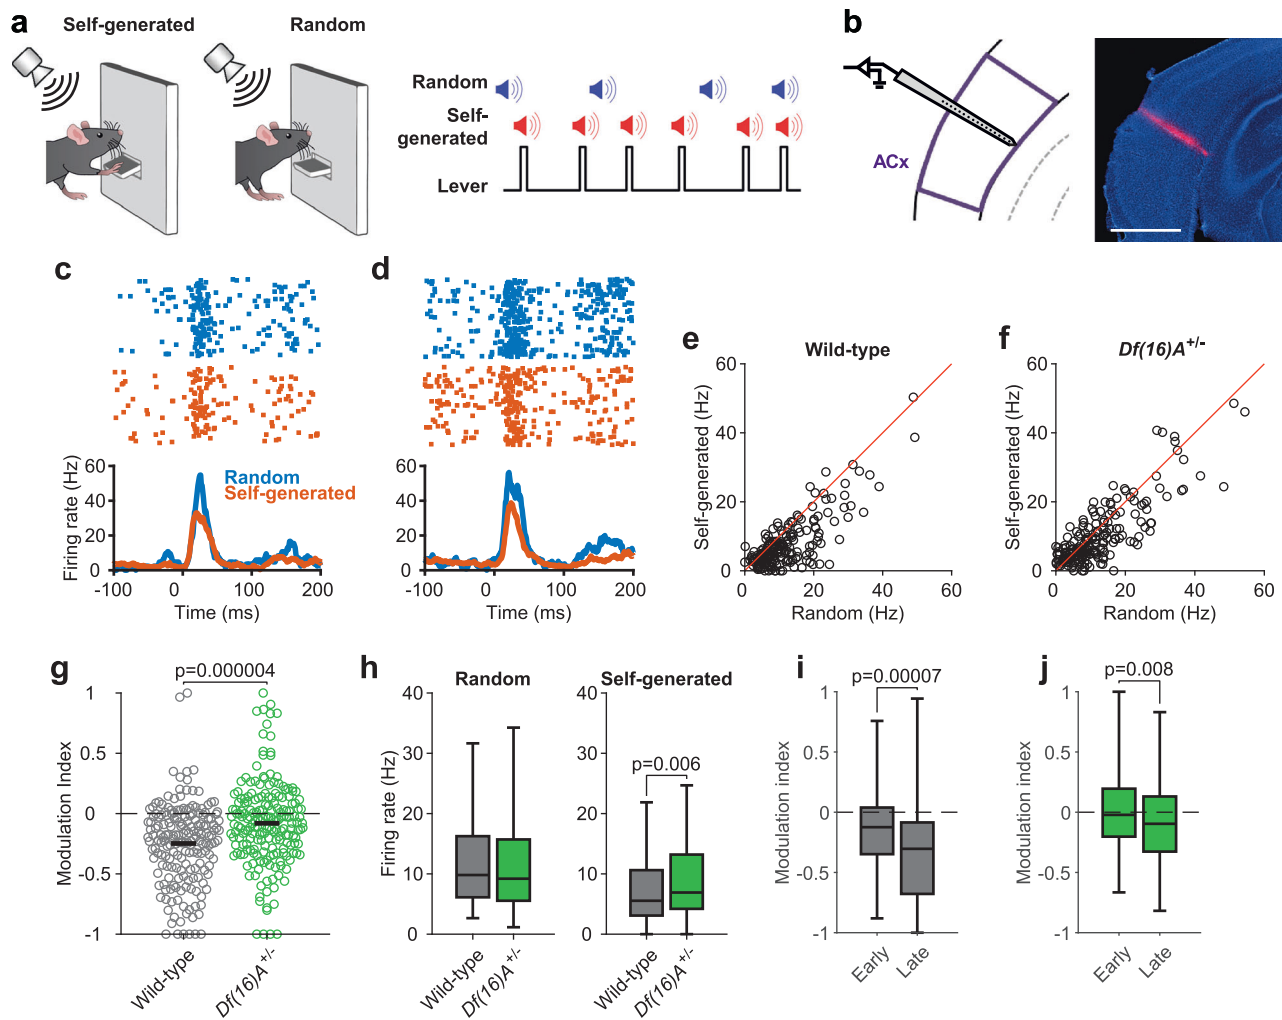 a
Self-generated
Random
Random
Self-
generated
Lever
b
ACx
c
d
60
40
20
0
Firing rate (Hz)
Random
Self-generated
-100
0
100
200
Time (ms)
60
40
20
0
-100
0
100
200
Time (ms)
e
Wild-type
60
40
20
0
Self-generated (Hz)
0
20
40
60
Random (Hz)
f
Df(16)A+/-
60
40
20
0
Self-generated (Hz)
0
20
40
60
Random (Hz)
g
p=0.000004
1
0.5
0
-0.5
-1
Modulation Index
Wild-type
Df(16)A+/-
h
Random
40
30
20
10
0
Firing rate (Hz)
Wild-type
Df(16)A+/-
Self-generated
40
30
20
10
0
p=0.006
Wild-type
Df(16)A+/-
i
p=0.00007
1
0.5
0
-0.5
-1
Modulation index
Early
Late
j
p=0.008
1
0.5
0
-0.5
-1
Modulation index
Early
Late